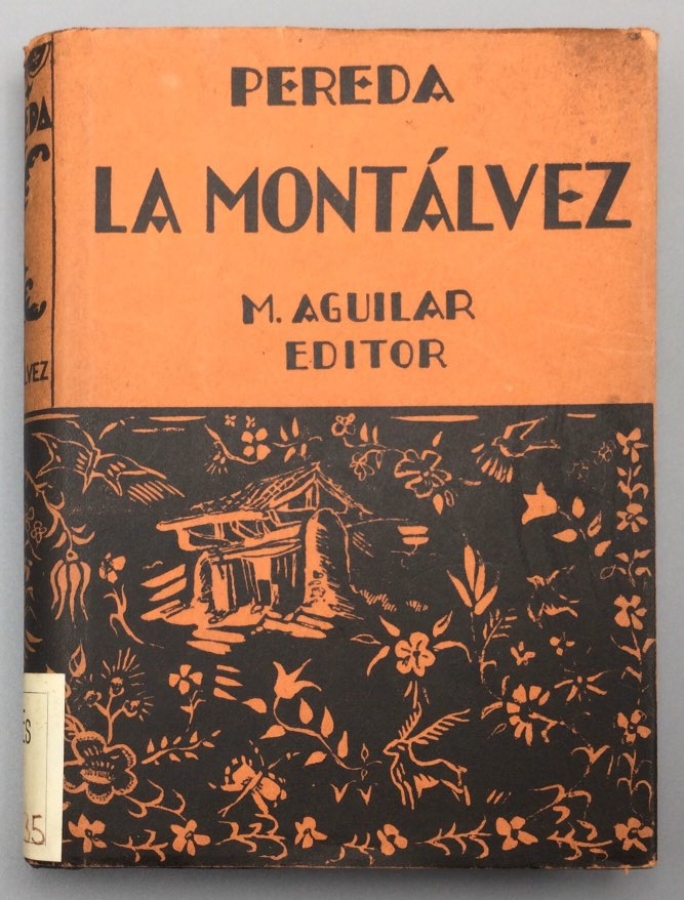 PEREDA
LA MONTÁLVEZ
M. AGUILAR
EDITOR